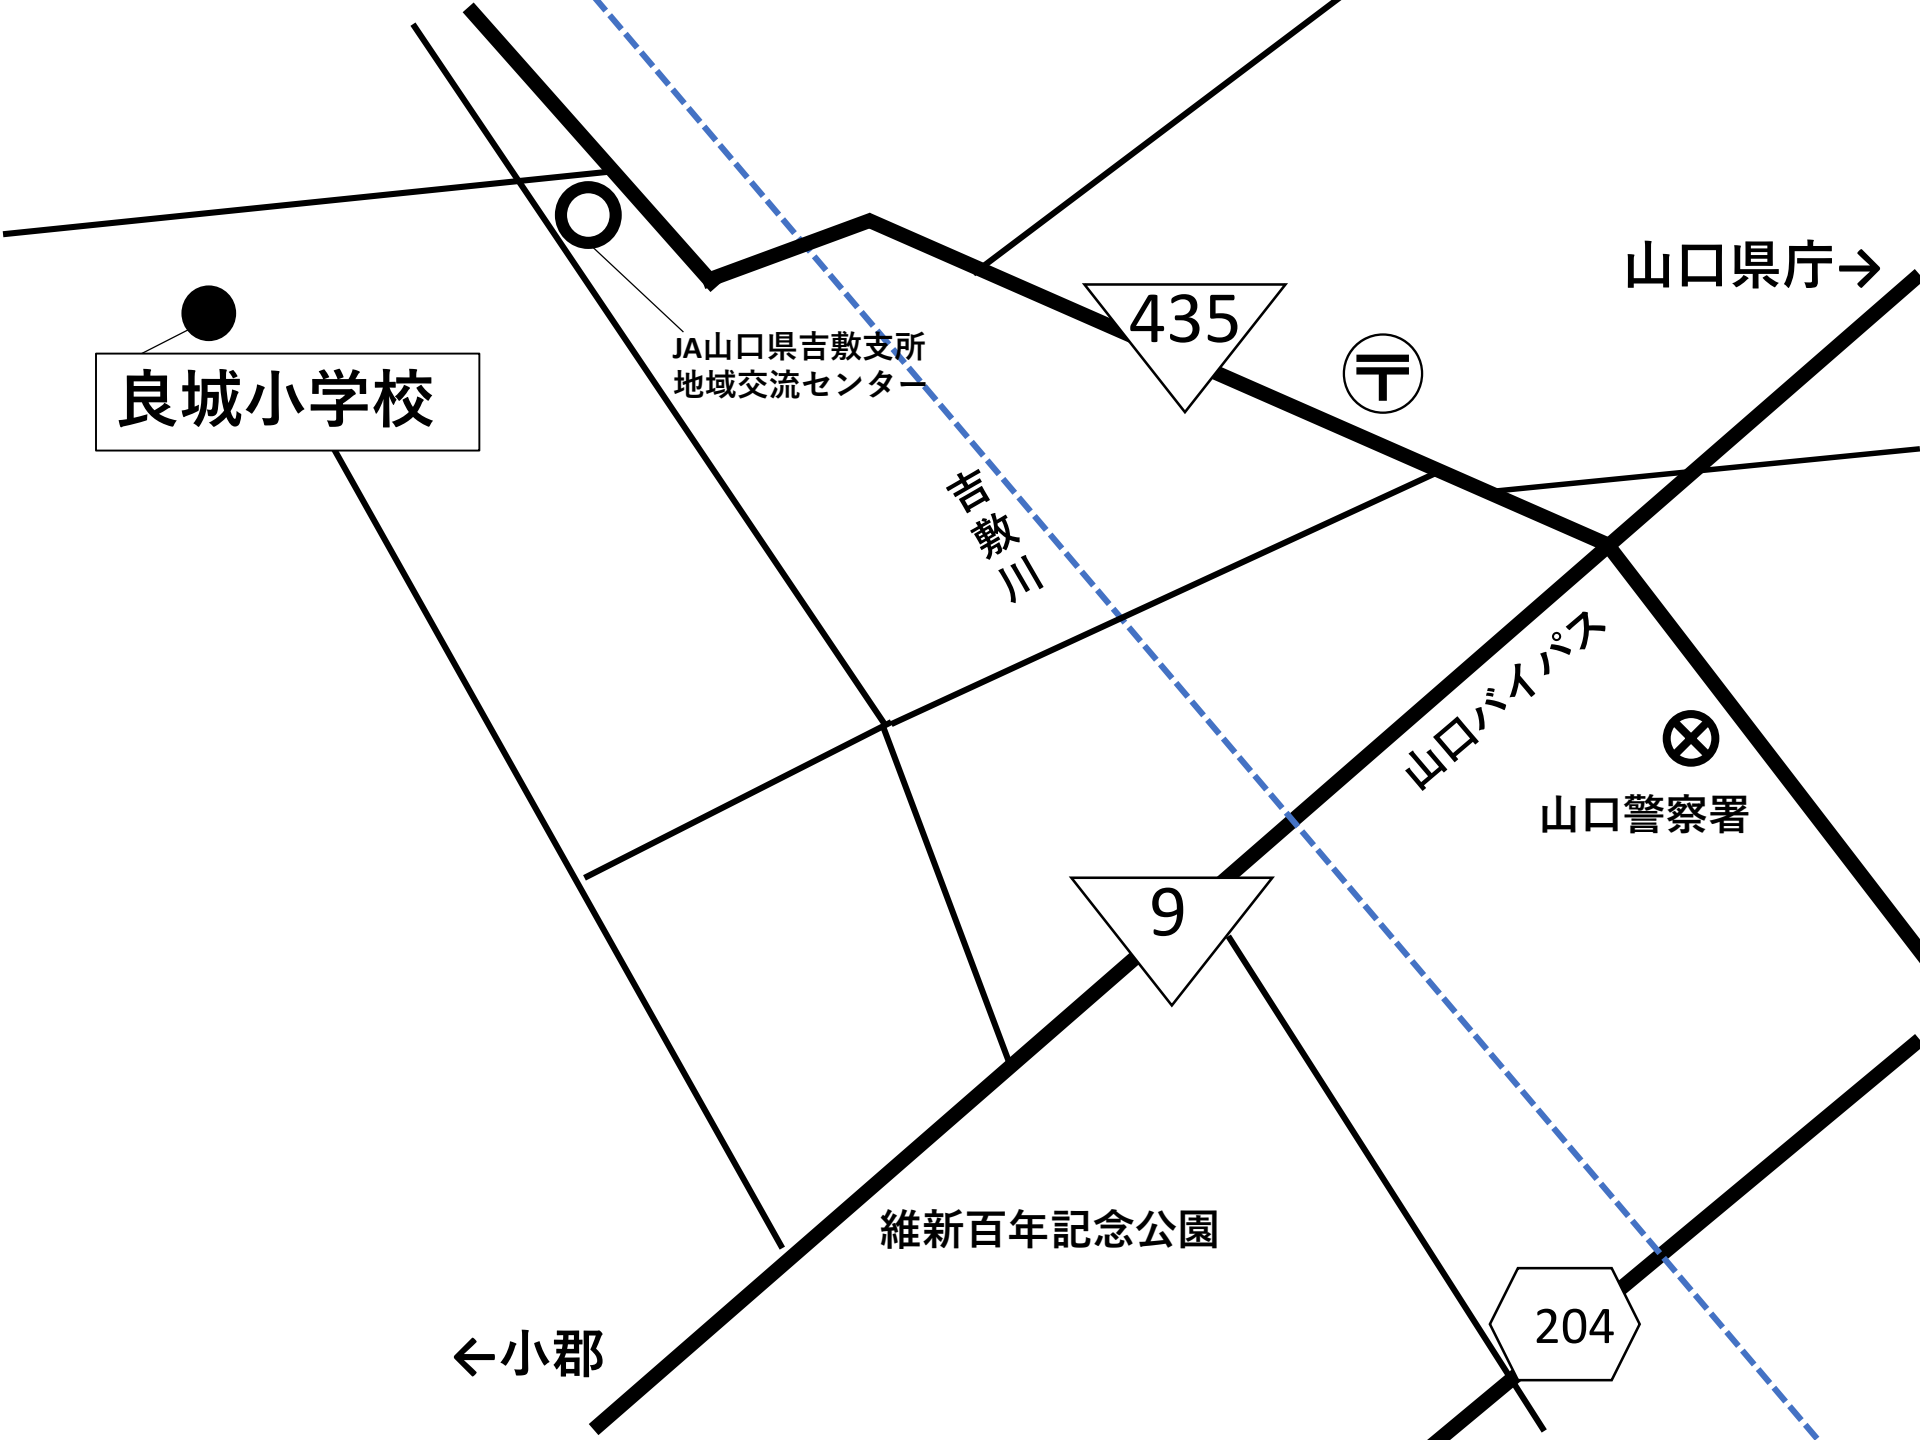 山口県庁→
435
〒
JA山口県吉敷支所
地域交流センター
良城小学校
吉敷川
山口バイパス
山口警察署
9
維新百年記念公園
204
←小郡